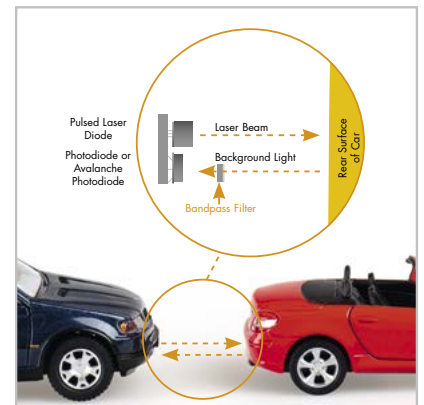 Pulsed Laser
Diode
Photodiode or
Avalanche
Photodiode
Laser Beam
Background Light
Bandpass Filter
Rear Surface
of Car